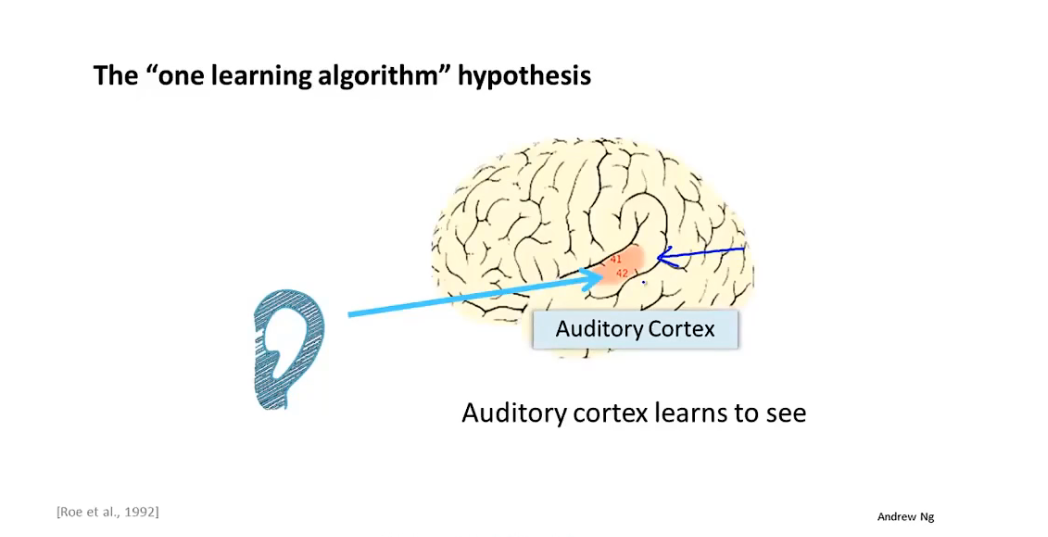 The “one learning algorithm” hypothesis
41
42
Auditory Cortex
Auditory cortex learns to see
[Roe et al., 1992]
Andrew Ng